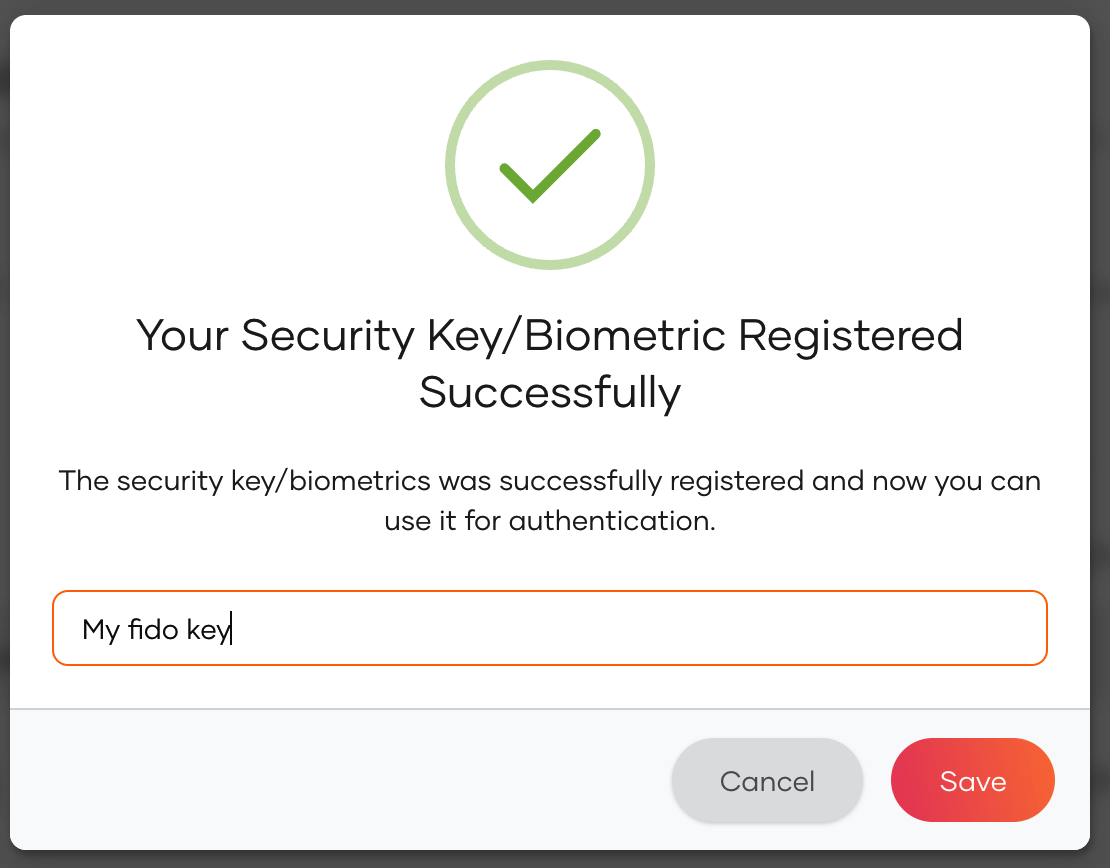 Your Security Key/Biometric Registered
Successfully
The security key/biometrics was successfully registered and now you can
use it for authentication.
My fido key
Cancel
Save